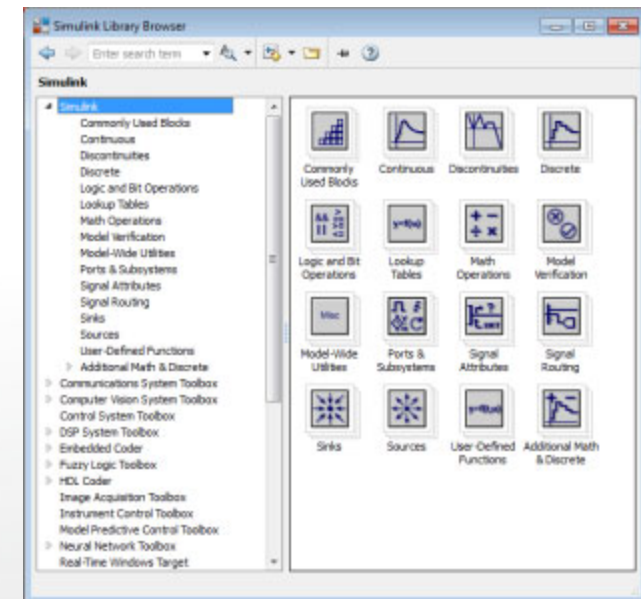 Simulink Library Browser
Enter search term
Simulink
Simulink
Commonly Used Blocks
Continuous
Discontinuities
Discrete
Logic and Bit Operations
Lookup Tables
Math Operations
Model Verification
Model-Wide Utilities
Ports & Subsystems
Signal Attributes
Signal Routing
Sinks
Sources
User-Defined Functions
Additional Math & Discrete
Communications System Toolbox
Computer Vision System Toolbox
Control System Toolbox
DSP System Toolbox
Embedded Coder
Fuzzy Logic Toolbox
HDL Coder
Image Acquisition Toolbox
Instrument Control Toolbox
Model Predictive Control Toolbox
Neural Network Toolbox
Real-Time Windows Target
Commonly
Used Blocks
Continuous
Discontinuities
Discrete
Logic and Bit
Operations
y=f(u)
Lookup
Tables
+ −
÷ ×
Math
Operations
Model
Verification
Misc
Model-Wide
Utilities
Ports &
Subsystems
Signal
Attributes
Signal
Routing
Sinks
Sources
y=f(u)
User-Defined
Functions
Additional Math
& Discrete